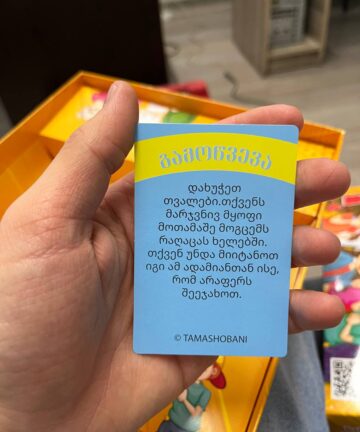 გამოწვევა
დახუჭეთ
თვალები.თქვენს
მარჯვნივ მყოფი
მოთამაშე მოგცემს
რაღაცას ხელებში.
თქვენ უნდა მიიტანოთ
იგი ამ ადამიანთან ისე,
რომ არაფერს
შეეჯახოთ.
© TAMASHOBANI